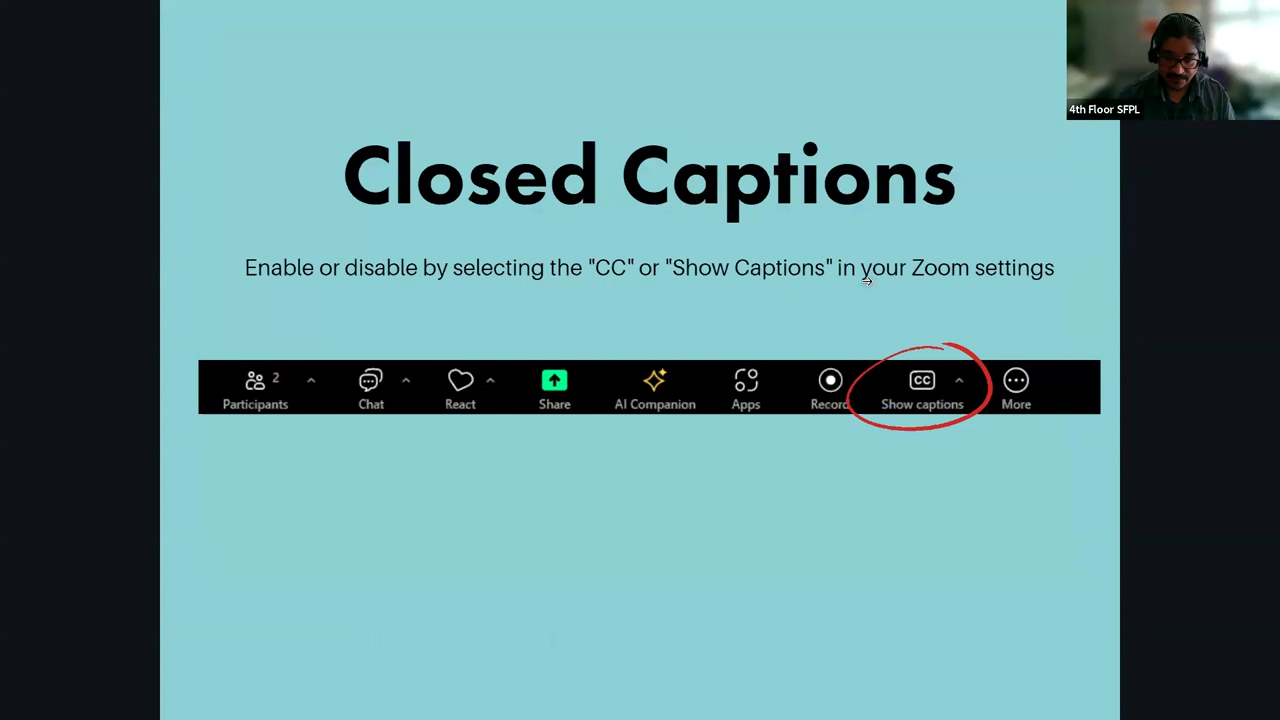 4th Floor SFPL
Closed Captions
Enable or disable by selecting the "CC" or "Show Captions" in your Zoom settings
2 CC
Participants Chat React Share AI Companion Apps Record Show captions More